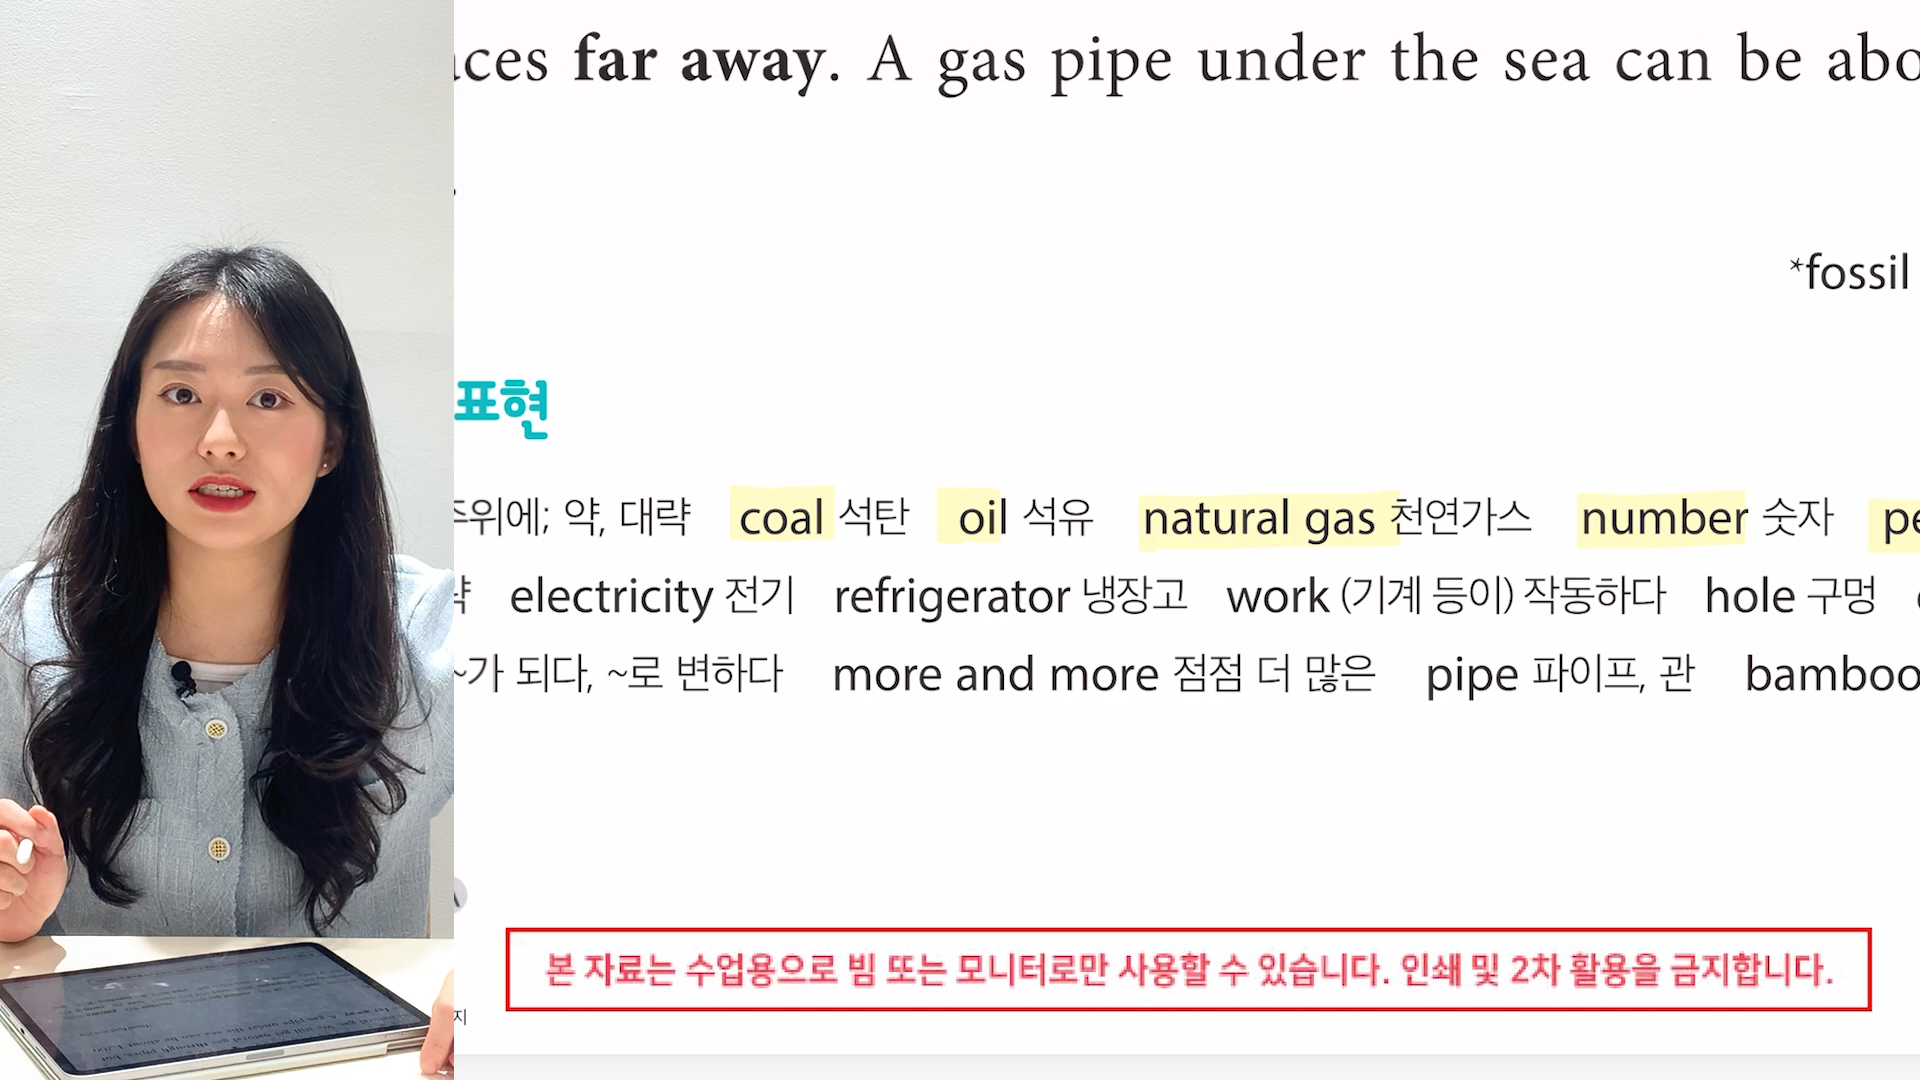 far away. A gas pipe under the sea can be
*fossil
표현
약, 대략 coal 석탄 oil 석유 natural gas 천연가스 number 숫자
electricity 전기 refrigerator 냉장고 work (기계 등이) 작동하다 hole 구멍
~가 되다, ~로 변하다 more and more 점점 더 많은 pipe 파이프, 관 bamboo
본 자료는 수업용으로 빔 또는 모니터로만 사용할 수 있습니다. 인쇄 및 2차 활용을 금지합니다.